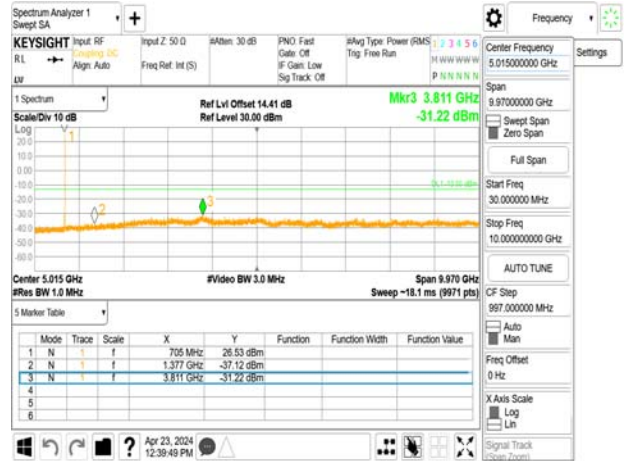 Spectrum Analyzer 1
Swept SA
+
Frequency
KEYSIGHT
RL
Input: RF
Coupling: DC
Align: Auto
Input Z: 50 Ω
Freq Ref: Int (S)
#Atten: 30 dB
PNO: Fast
Gate: Off
IF Gain: Low
Sig Track: Off
#Avg Type: Power (RMS
Trig: Free Run
1 2 3 4 5 6
M W W W W W
P N N N N N
Settings
Center Frequency
5.015000000 GHz
Span
9.97000000 GHz
Swept Span
Zero Span
Full Span
Start Freq
30.000000 MHz
Stop Freq
10.000000000 GHz
AUTO TUNE
CF Step
997.000000 MHz
Auto
Man
Freq Offset
0 Hz
X Axis Scale
Log
Lin
Signal Track
(Span Zoom)
1 Spectrum
Scale/Div 10 dB
Ref Lvl Offset 14.41 dB
Ref Level 30.00 dBm
Mkr3 3.811 GHz
-31.22 dBm
Log
20.0
10.0
0.00
-10.0
-20.0
-30.0
-40.0
-50.0
-60.0
1
2
3
DL1 -13.00 dBm
Center 5.015 GHz
#Res BW 1.0 MHz
#Video BW 3.0 MHz
Span 9.970 GHz
Sweep ~18.1 ms (9971 pts)
5 Marker Table
Mode Trace Scale X Y Function Function Width Function Value
1 N 1 f 705 MHz 26.53 dBm
2 N 1 f 1.377 GHz -37.12 dBm
3 N 1 f 3.811 GHz -31.22 dBm
4
5
6
?
Apr 23, 2024
12:39:49 PM